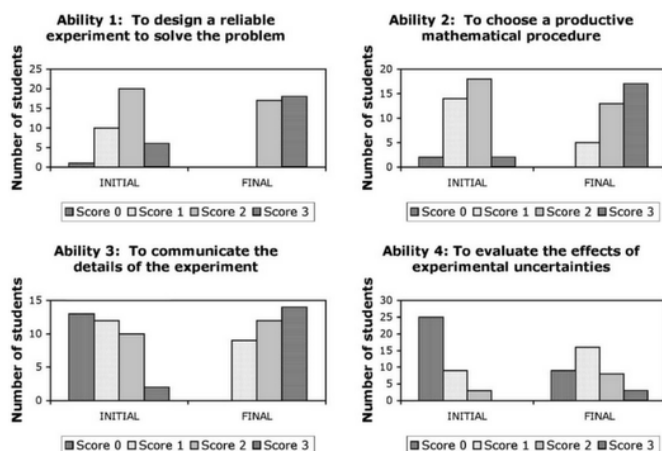 Ability 1: To design a reliable
experiment to solve the problem
Number of students
25
20
15
10
5
0
INITIAL FINAL
Score 0 Score 1 Score 2 Score 3
Ability 2: To choose a productive
mathematical procedure
Number of students
20
15
10
5
0
INITIAL FINAL
Score 0 Score 1 Score 2 Score 3
Ability 3: To communicate the
details of the experiment
Number of students
15
10
5
0
INITIAL FINAL
Score 0 Score 1 Score 2 Score 3
Ability 4: To evaluate the effects of
experimental uncertainties
Number of students
30
25
20
15
10
5
0
INITIAL FINAL
Score 0 Score 1 Score 2 Score 3